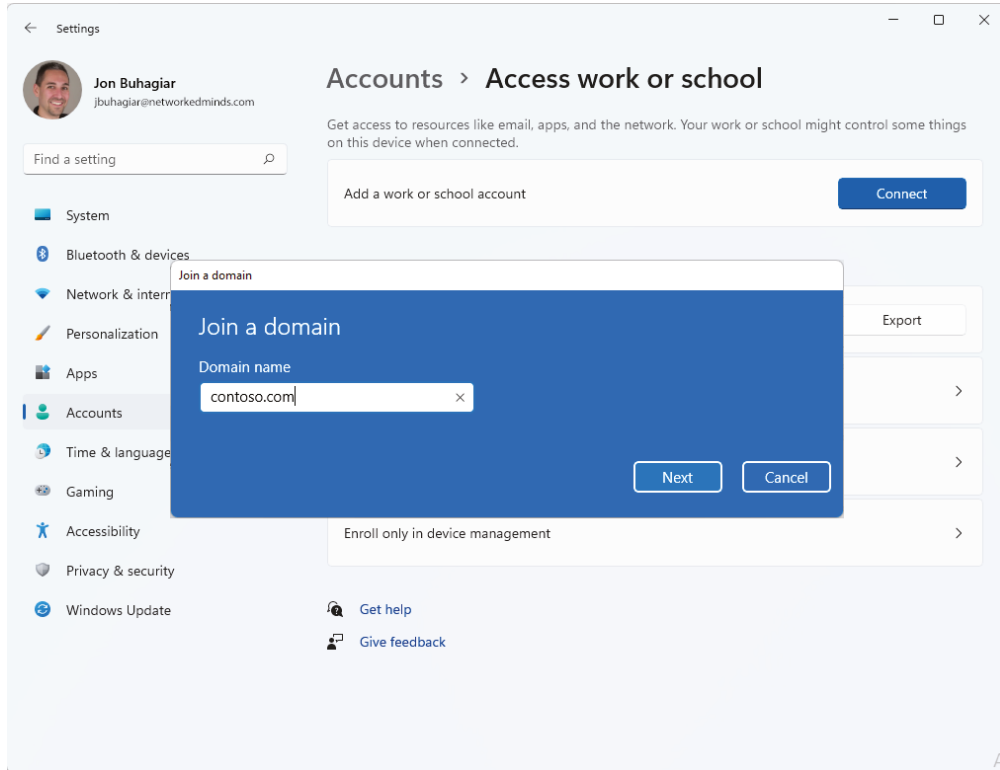 Settings
Jon Buhagiar
jbuhagiar@networkedminds.com
Find a setting
System
Bluetooth & devices
Network & intern
Personalization
Apps
Accounts
Time & language
Gaming
Accessibility
Privacy & security
Windows Update
Accounts > Access work or school
Get access to resources like email, apps, and the network. Your work or school might control some things
on this device when connected.
Add a work or school account
Connect
Export
Join a domain
Join a domain
Domain name
contoso.com
Next
Cancel
Enroll only in device management
Get help
Give feedback